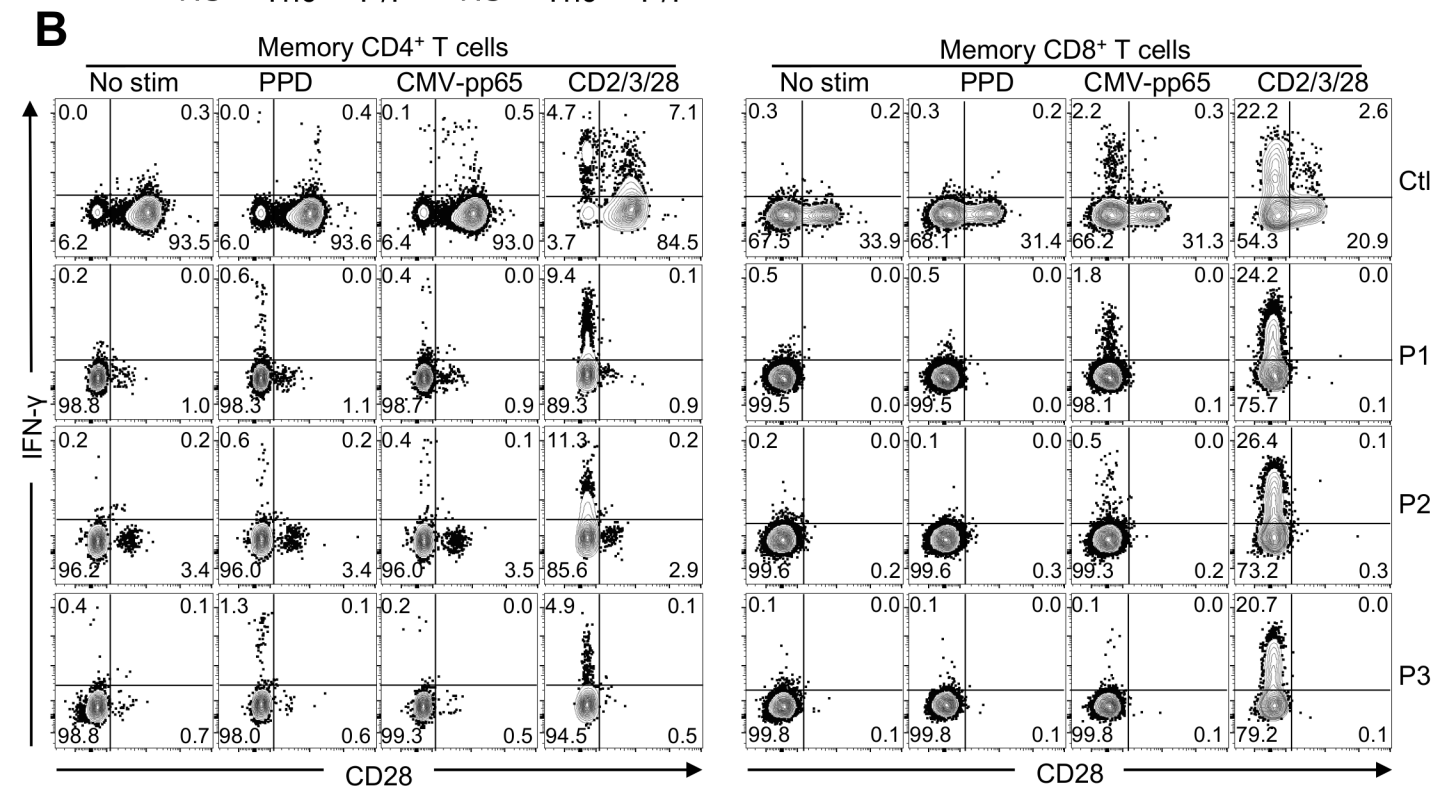 B
Memory CD4+ T cells
Memory CD8+ T cells
No stim PPD CMV-pp65 CD2/3/28
No stim PPD CMV-pp65 CD2/3/28
0.0 0.3 0.0 0.4 0.1 0.5 4.7 7.1
0.3 0.2 0.3 0.2 2.2 0.3 22.2 2.6
Ctl
6.2 93.5 6.0 93.6 6.4 93.0 3.7 84.5
67.5 33.9 68.1 31.4 66.2 31.3 54.3 20.9
0.2 0.0 0.6 0.0 0.4 0.0 9.4 0.1
0.5 0.0 0.5 0.0 1.8 0.0 24.2 0.0
P1
98.8 1.0 98.3 1.1 98.7 0.9 89.3 0.9
99.5 0.0 99.5 0.0 98.1 0.1 75.7 0.1
IFN-γ
0.2 0.2 0.6 0.2 0.4 0.1 11.3 0.2
0.2 0.0 0.1 0.0 0.5 0.0 26.4 0.1
P2
96.2 3.4 96.0 3.4 96.0 3.5 85.6 2.9
99.6 0.2 99.6 0.3 99.3 0.2 73.2 0.3
0.4 0.1 1.3 0.1 0.2 0.0 4.9 0.1
0.1 0.0 0.1 0.0 0.1 0.0 20.7 0.0
P3
98.8 0.7 98.0 0.6 99.3 0.5 94.5 0.5
99.8 0.1 99.8 0.1 99.8 0.1 79.2 0.1
CD28
CD28